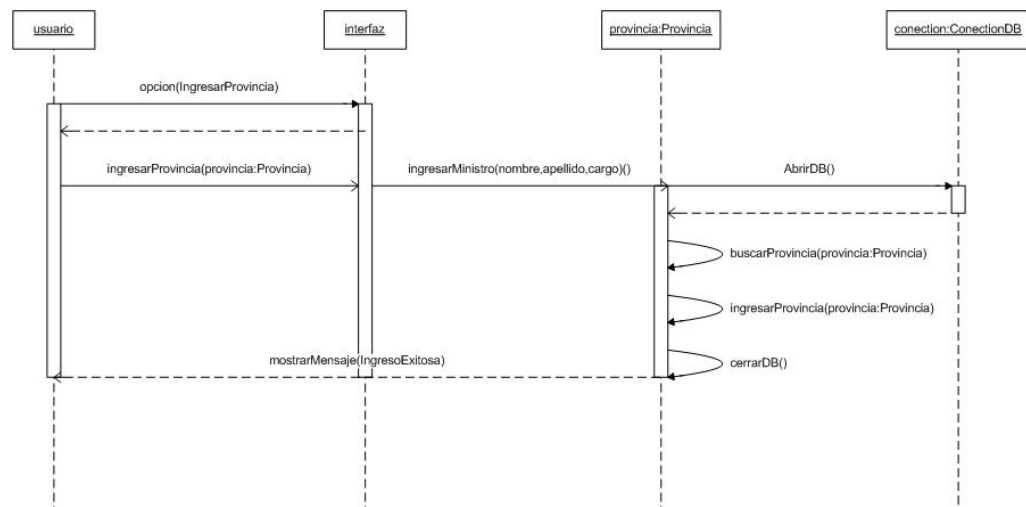 usuario
interfaz
provincia:Provincia
conection:ConectionDB
opcion(IngresarProvincia)
ingresarProvincia(provincia:Provincia)
ingresarMinistro(nombre,apellido,cargo)()
AbrirDB()
buscarProvincia(provincia:Provincia)
ingresarProvincia(provincia:Provincia)
mostrarMensaje(IngresoExitosa)
cerrarDB()